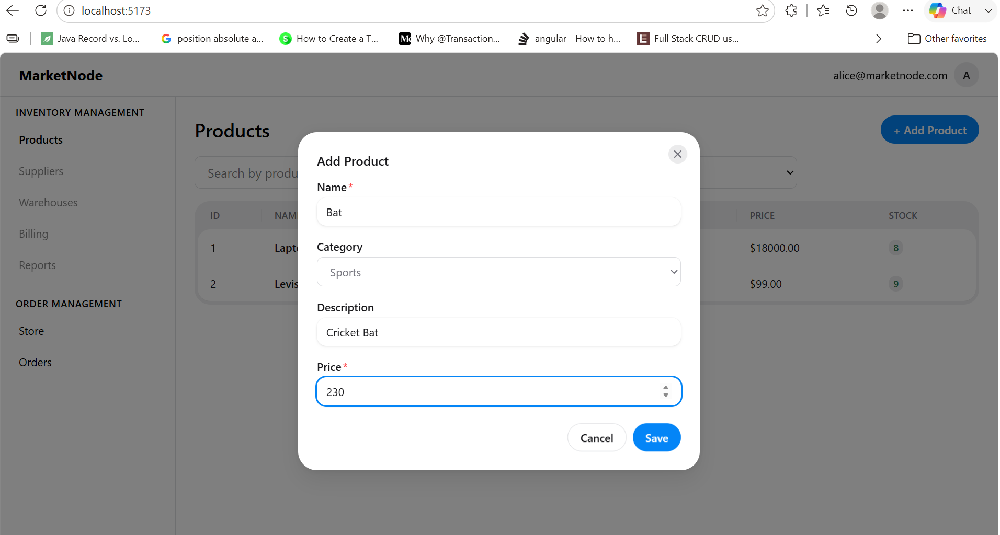 localhost:5173
Chat
Java Record vs. Lo...
position absolute a...
How to Create a T...
Why @Transaction...
angular - How to h...
Full Stack CRUD us...
Other favorites
MarketNode
alice@marketnode.com
A
INVENTORY MANAGEMENT
Products
Suppliers
Warehouses
Billing
Reports
ORDER MANAGEMENT
Store
Orders
Products
+ Add Product
Search by produ
ID NAM PRICE STOCK
1 Lapt $18000.00 8
2 Levis $99.00 9
Add Product
Name*
Bat
Category
Sports
Description
Cricket Bat
Price*
230
Cancel Save